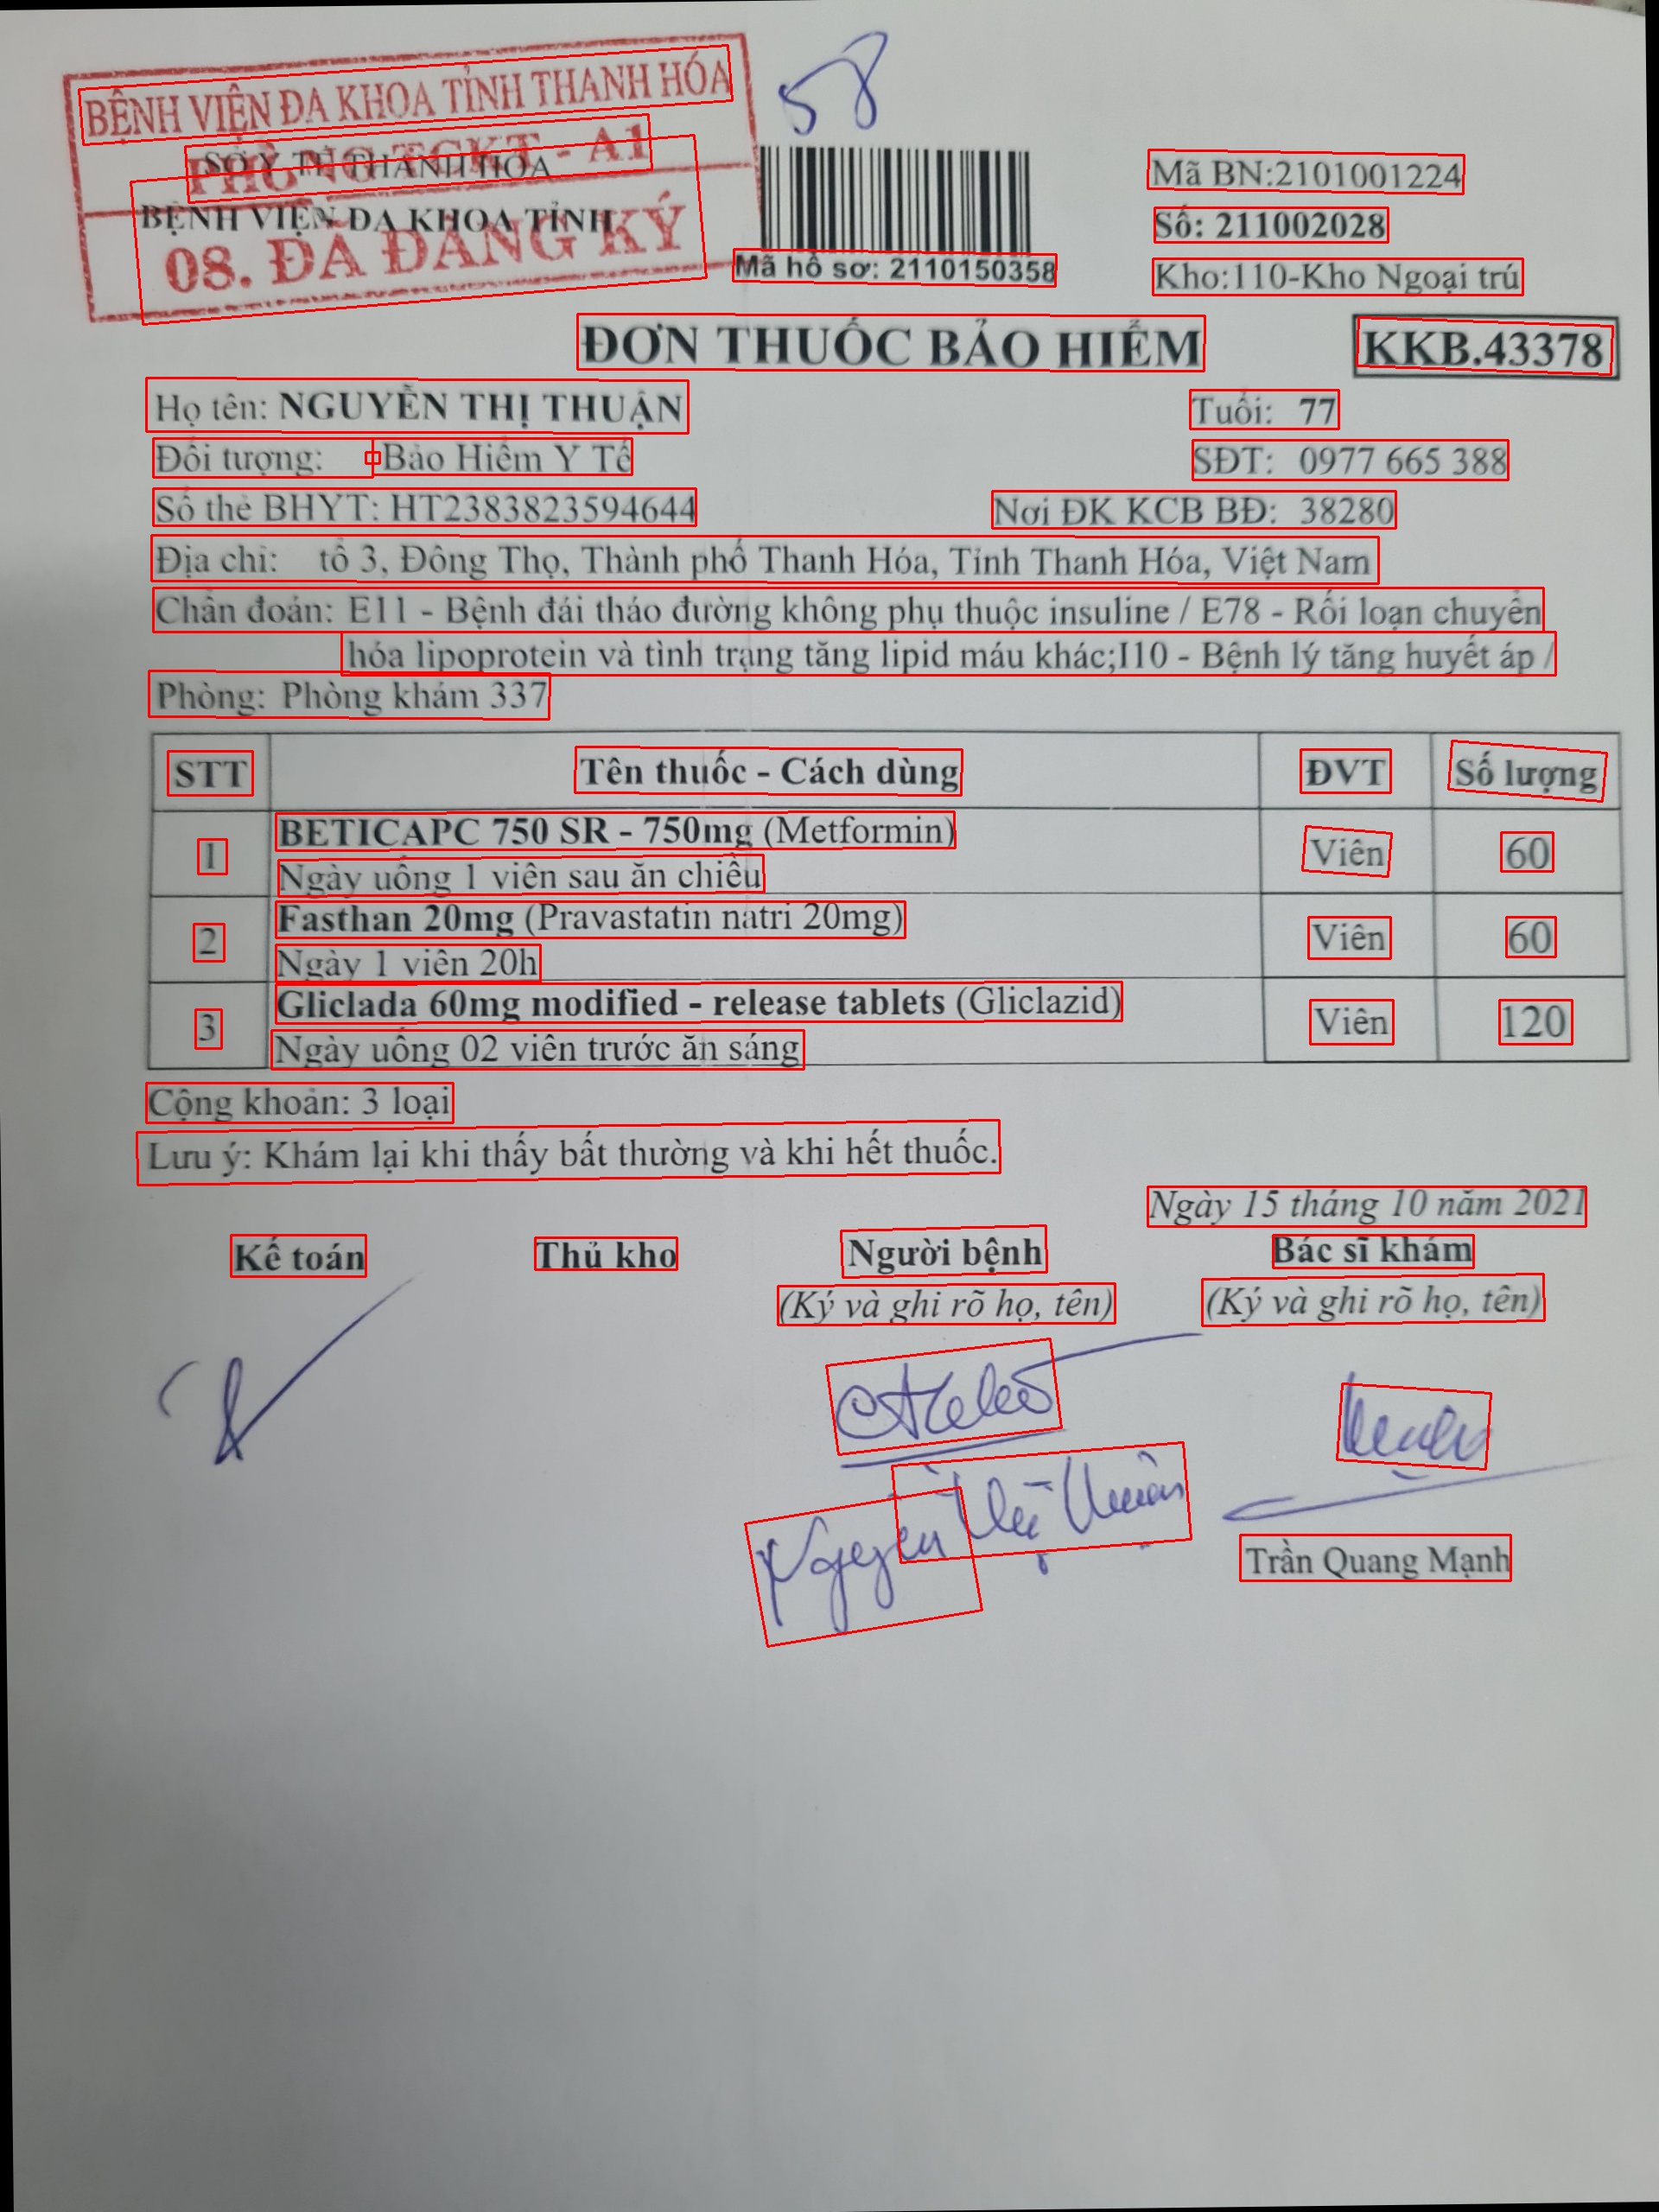 58
BỆNH VIỆN ĐA KHOA TỈNH THANH HÓA
PHÒNG TCKT - A1
SỞ Y TẾ THANH HÓA
BỆNH VIỆN ĐA KHOA TỈNH
08. ĐÃ ĐĂNG KÝ
Mã hồ sơ: 2110150358
Mã BN:2101001224
Số: 211002028
Kho:110-Kho Ngoại trú
ĐƠN THUỐC BẢO HIỂM
KKB.43378
Họ tên: NGUYỄN THỊ THUẬN Tuổi: 77
Đối tượng: Bảo Hiểm Y Tế SĐT: 0977 665 388
Số thẻ BHYT: HT2383823594644 Nơi ĐK KCB BĐ: 38280
Địa chỉ: tổ 3, Đông Thọ, Thành phố Thanh Hóa, Tỉnh Thanh Hóa, Việt Nam
Chẩn đoán: E11 - Bệnh đái tháo đường không phụ thuộc insuline / E78 - Rối loạn chuyển
hóa lipoprotein và tình trạng tăng lipid máu khác;I10 - Bệnh lý tăng huyết áp /
Phòng: Phòng khám 337
STT Tên thuốc - Cách dùng ĐVT Số lượng
1 BETICAPC 750 SR - 750mg (Metformin) Viên 60
Ngày uống 1 viên sau ăn chiều
2 Fasthan 20mg (Pravastatin natri 20mg) Viên 60
Ngày 1 viên 20h
3 Gliclada 60mg modified - release tablets (Gliclazid) Viên 120
Ngày uống 02 viên trước ăn sáng
Cộng khoản: 3 loại
Lưu ý: Khám lại khi thấy bất thường và khi hết thuốc.
Ngày 15 tháng 10 năm 2021
Kế toán Thủ kho Người bệnh Bác sĩ khám
(Ký và ghi rõ họ, tên) (Ký và ghi rõ họ, tên)
Nguyễn Thị Thuận
Trần Quang Mạnh